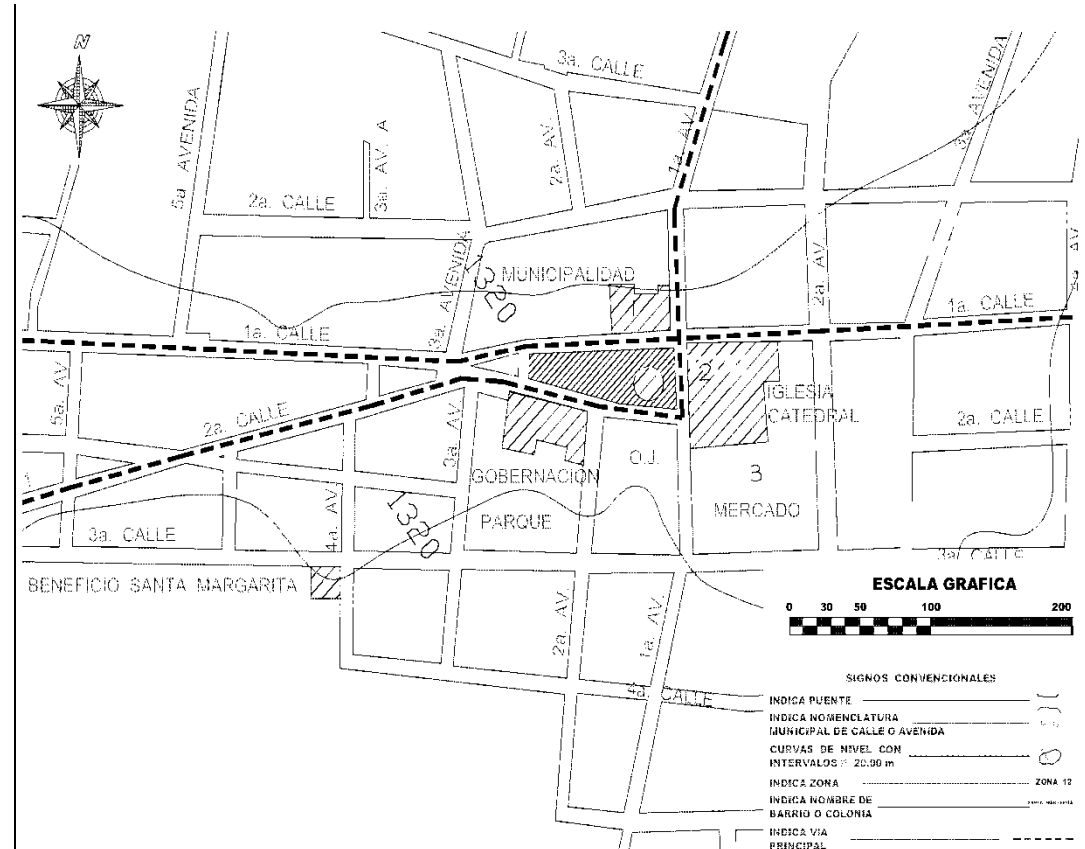 N
3a. CALLE
5a AVENIDA
3a. AV. A
2a. AV.
1a. AV.
3a AVENIDA
2a. CALLE
3a. AVENIDA
1320
MUNICIPALIDAD
2a. AV.
1a. CALLE
1a. CALLE
AV.
5a. AV
2a. CALLE
3a. AV.
2
IGLESIA
CATEDRAL
2a. CALLE
GOBERNACION
O.J.
3
4a. AV.
1320
PARQUE
MERCADO
3a. CALLE
3a. CALLE
BENEFICIO SANTA MARGARITA
2a. AV.
1a. AV.
4a. CALLE
ESCALA GRAFICA
0 30 50 100 200
SIGNOS CONVENCIONALES
INDICA PUENTE
INDICA NOMENCLATURA
MUNICIPAL DE CALLE O AVENIDA
CURVAS DE NIVEL CON
INTERVALOS 20.00 m
INDICA ZONA ZONA 12
INDICA NOMBRE DE
BARRIO O COLONIA
INDICA VIA
PRINCIPAL